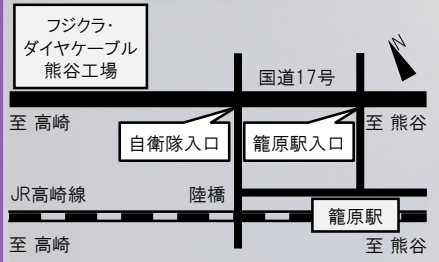 フジクラ・
ダイヤケーブル
熊谷工場
N
国道17号
至 高崎
自衛隊入口
籠原駅入口
至 熊谷
JR高崎線
陸橋
籠原駅
至 高崎
至 熊谷